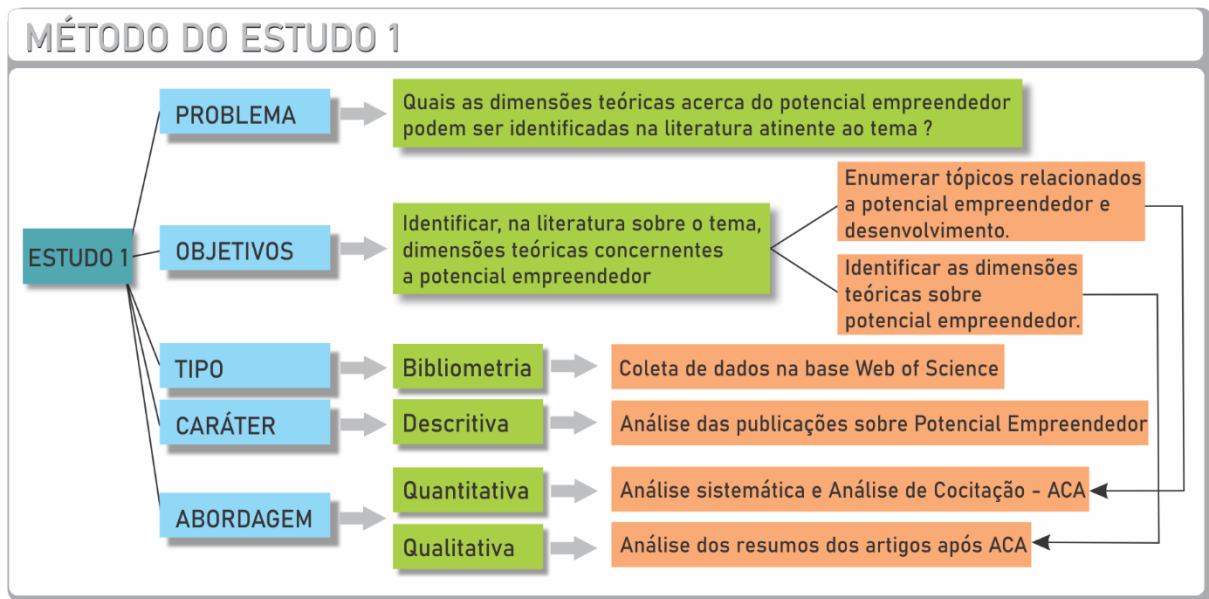 MÉTODO DO ESTUDO 1
ESTUDO 1
PROBLEMA
Quais as dimensões teóricas acerca do potencial empreendedor
podem ser identificadas na literatura atinente ao tema ?
OBJETIVOS
Identificar, na literatura sobre o tema,
dimensões teóricas concernentes
a potencial empreendedor
Enumerar tópicos relacionados
a potencial empreendedor e
desenvolvimento.
Identificar as dimensões
teóricas sobre
potencial empreendedor.
TIPO
Bibliometria
Coleta de dados na base Web of Science
CARÁTER
Descritiva
Análise das publicações sobre Potencial Empreendedor
ABORDAGEM
Quantitativa
Análise sistemática e Análise de Cocitação - ACA
Qualitativa
Análise dos resumos dos artigos após ACA